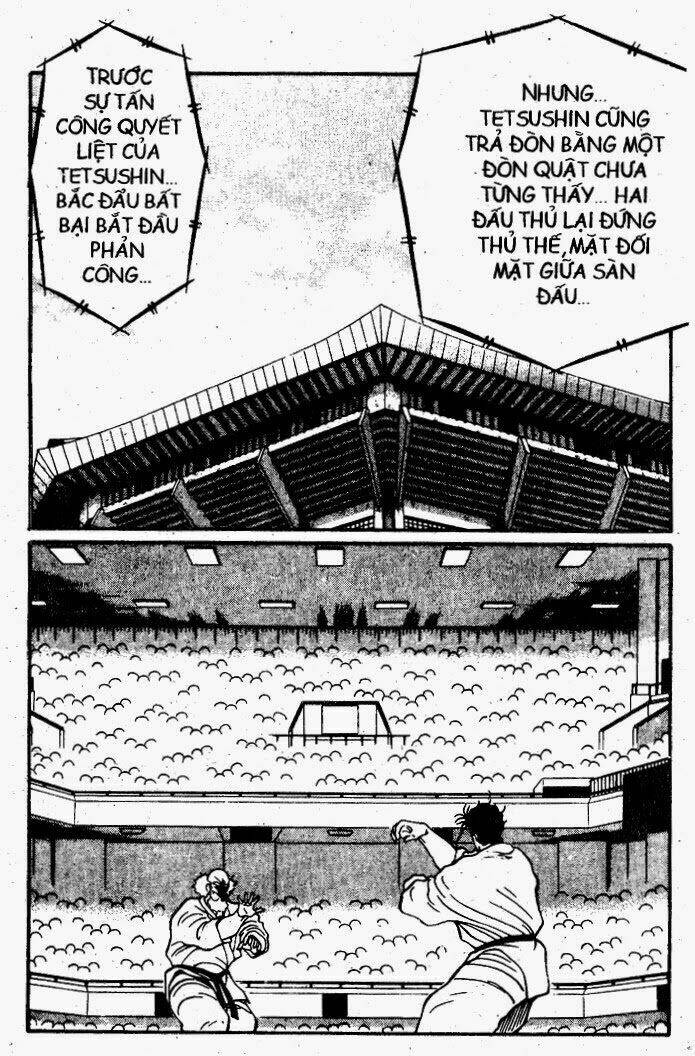 TRƯỚC
SỰ TẤN
CÔNG QUYẾT
LIỆT CỦA
TETSUSHIN...
BẮC ĐẨU BẤT
BẠI BẮT ĐẦU
PHẢN
CÔNG...
NHƯNG...
TETSUSHIN CŨNG
TRẢ ĐÒN BẰNG MỘT
ĐÒN QUẬT CHƯA
TỪNG THẤY... HAI
ĐẤU THỦ LẠI ĐỨNG
THỦ THẾ, MẶT ĐỐI
MẶT GIỮA SÀN
ĐẤU...